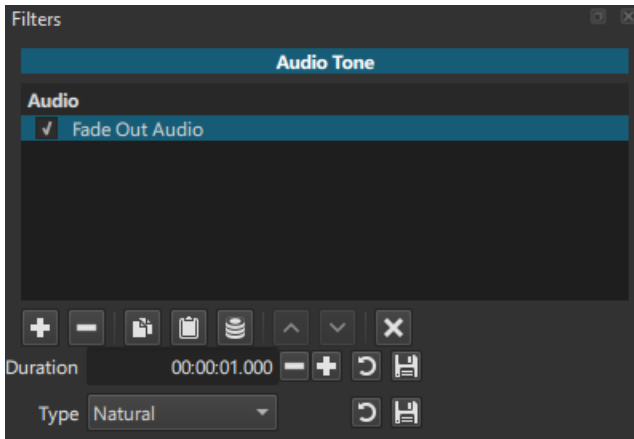 Filters
Audio Tone
Audio
Fade Out Audio
Duration 00:00:01.000
Type Natural